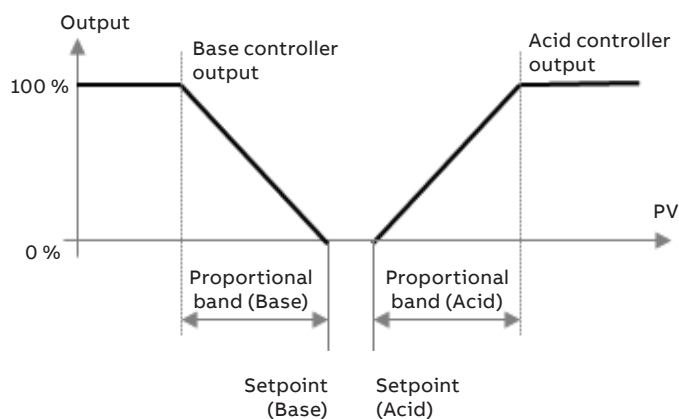 Output
Base controller
output
Acid controller
output
100 %
PV
0 %
Proportional
band (Base)
Proportional
band (Acid)
Setpoint
(Base)
Setpoint
(Acid)